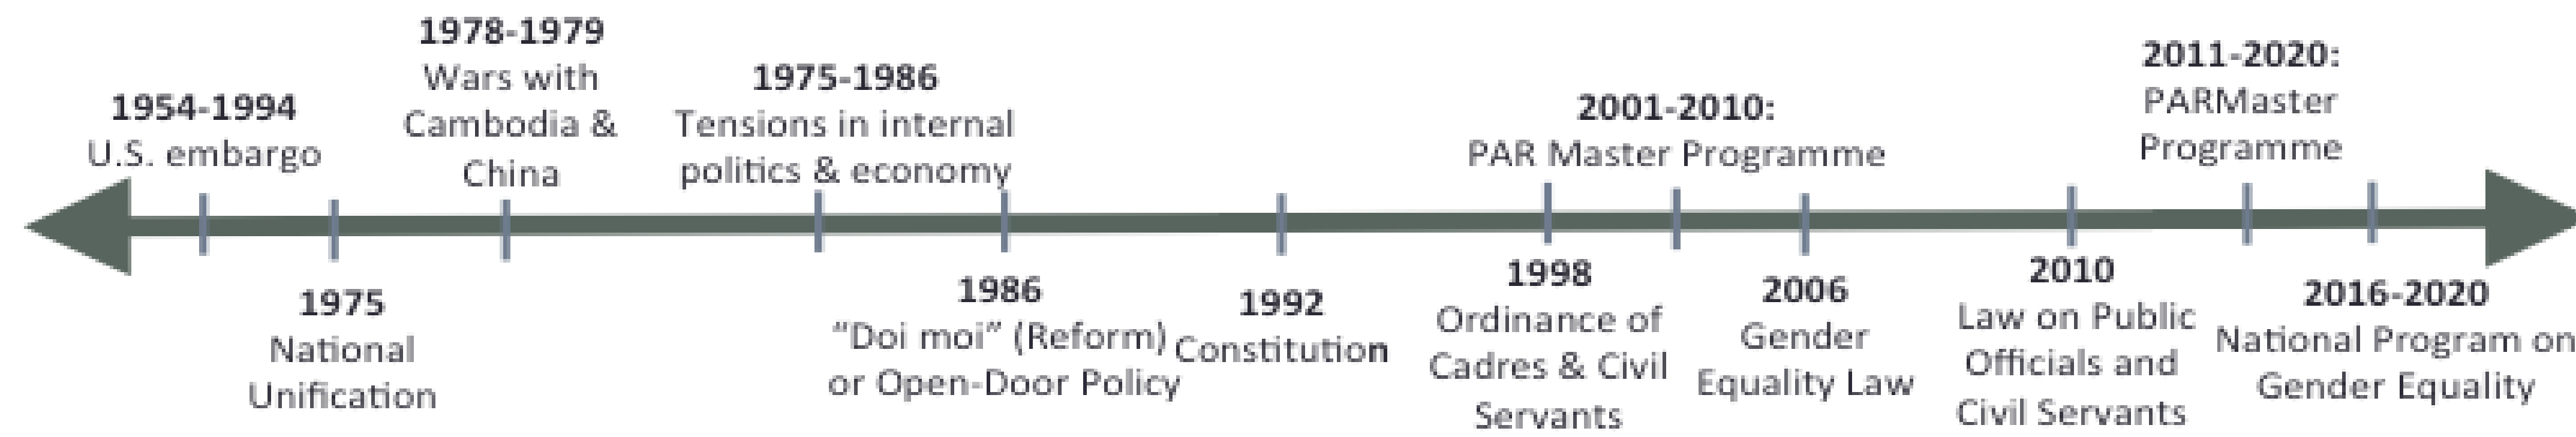 1954-1994
U.S. embargo
1975
National
Unification
1978-1979
Wars with
Cambodia &
China
1975-1986
Tensions in internal
politics & economy
1986
“Doi moi” (Reform)
or Open-Door Policy
1992
Constitution
1998
Ordinance of
Cadres & Civil
Servants
2001-2010:
PAR Master Programme
2006
Gender
Equality Law
2010
Law on Public
Officials and
Civil Servants
2011-2020:
PARMaster
Programme
2016-2020
National Program on
Gender Equality